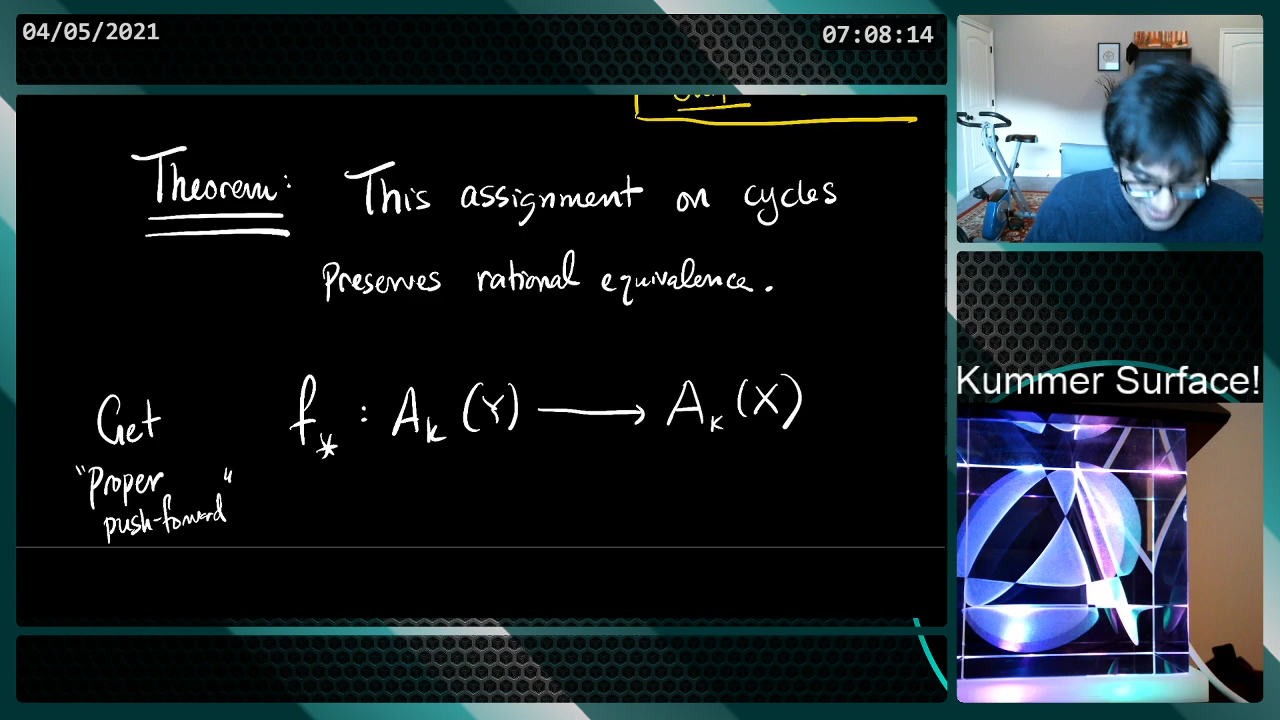 04/05/2021
07:08:14
Theorem: This assignment on cycles
preserves rational equivalence.
Get f_* : A_k (Y) ⟶ A_k (X)
"Proper
push-forward"
Kummer Surface!